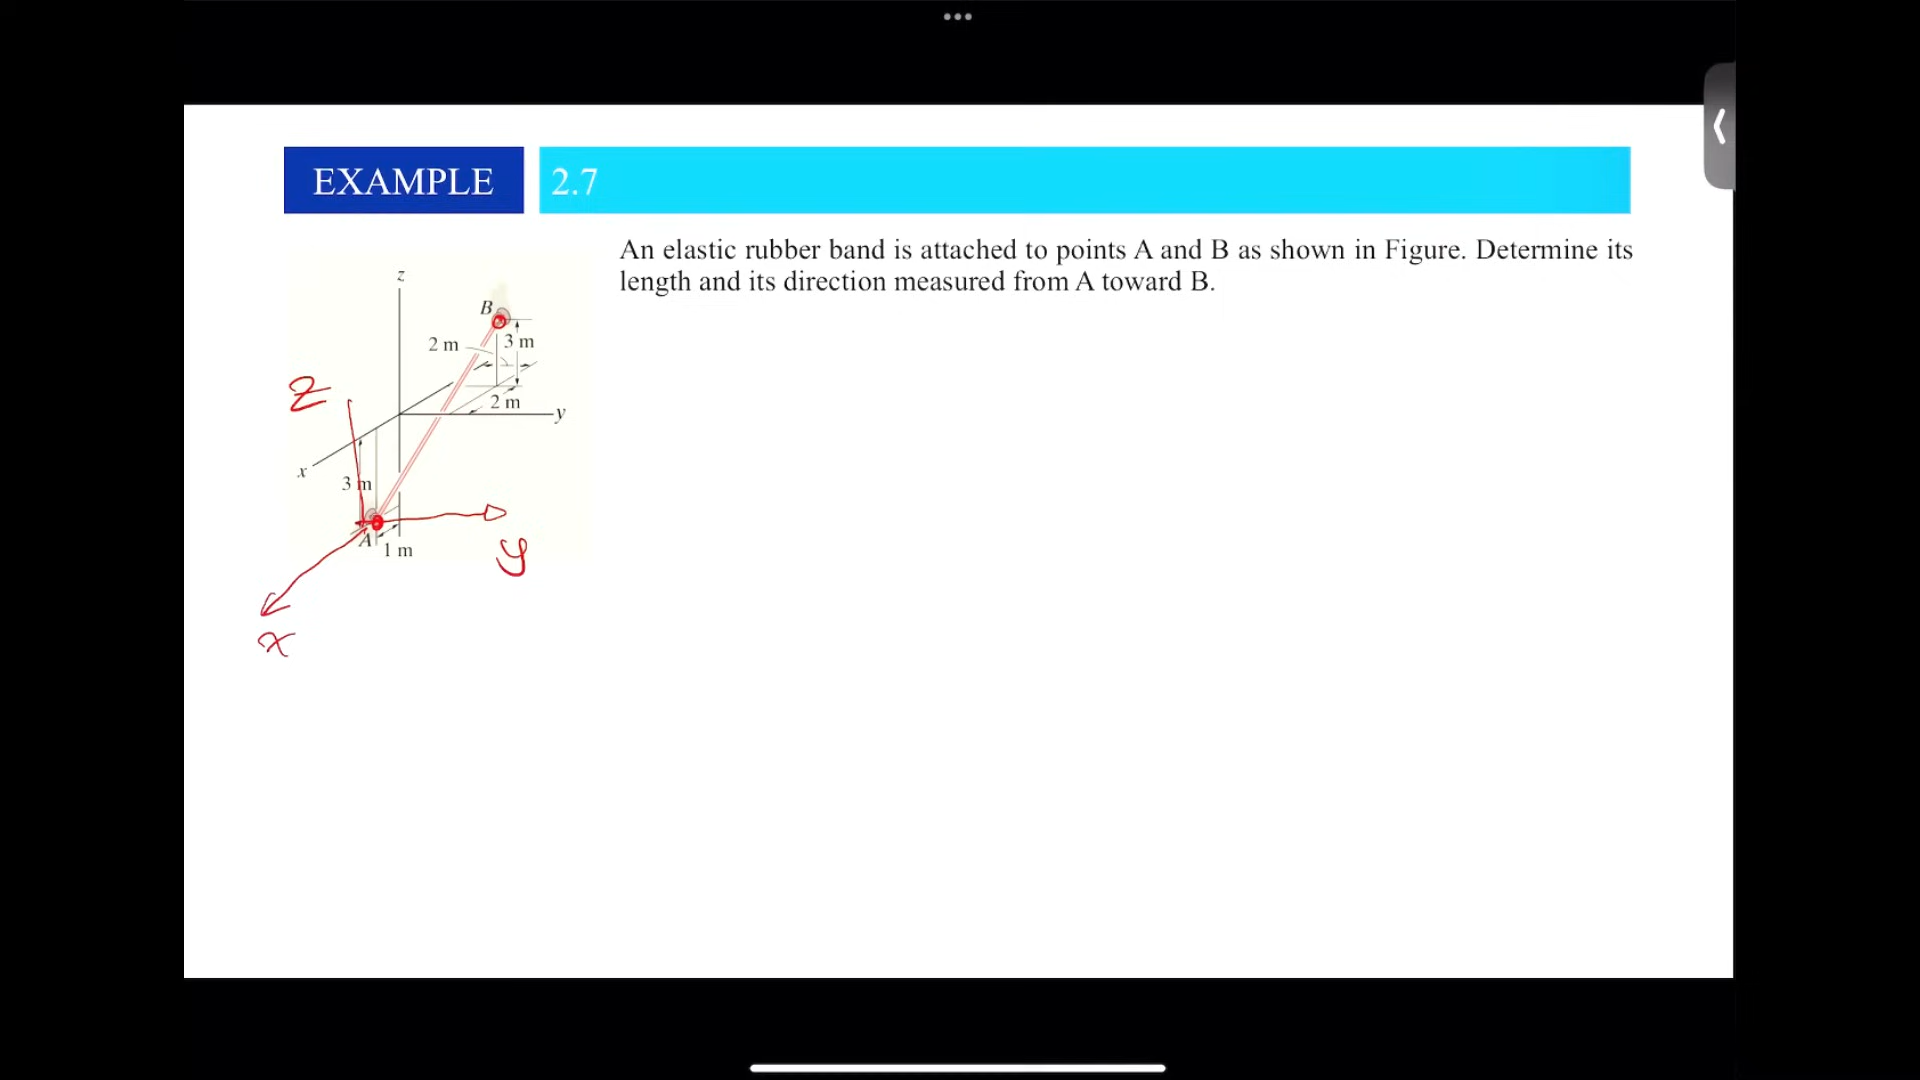 EXAMPLE 2.7
An elastic rubber band is attached to points A and B as shown in Figure. Determine its
length and its direction measured from A toward B.
z
B
2 m
3 m
z
2 m
y
x
3 m
A
1 m
y
x